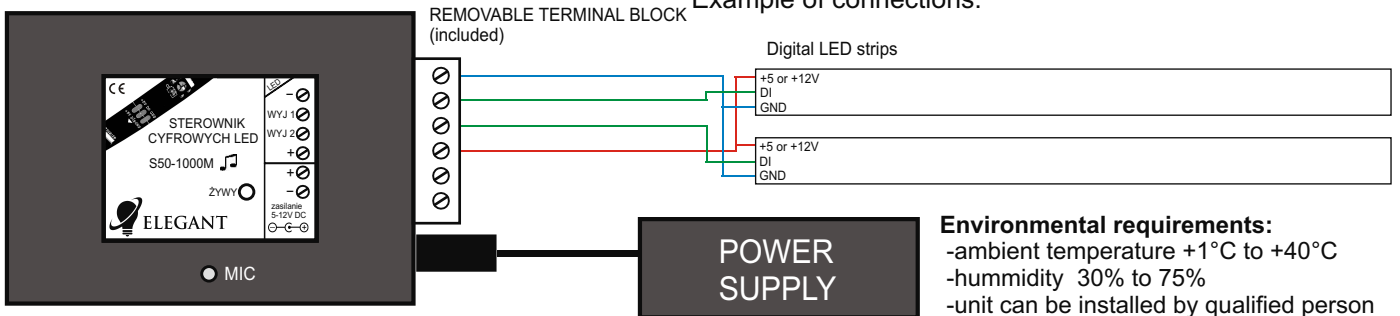 Example of connections:
REMOVABLE TERMINAL BLOCK
(included)
Digital LED strips
+5 or +12V
DI
GND
+5 or +12V
DI
GND
CE
LED
−
STEROWNIK
CYFROWYCH LED
S50-1000M
ŻYWY
ELEGANT
WYJ 1
WYJ 2
+
+
−
zasilanie
5-12V DC
MIC
POWER
SUPPLY
Environmental requirements:
-ambient temperature +1°C to +40°C
-hummidity 30% to 75%
-unit can be installed by qualified person